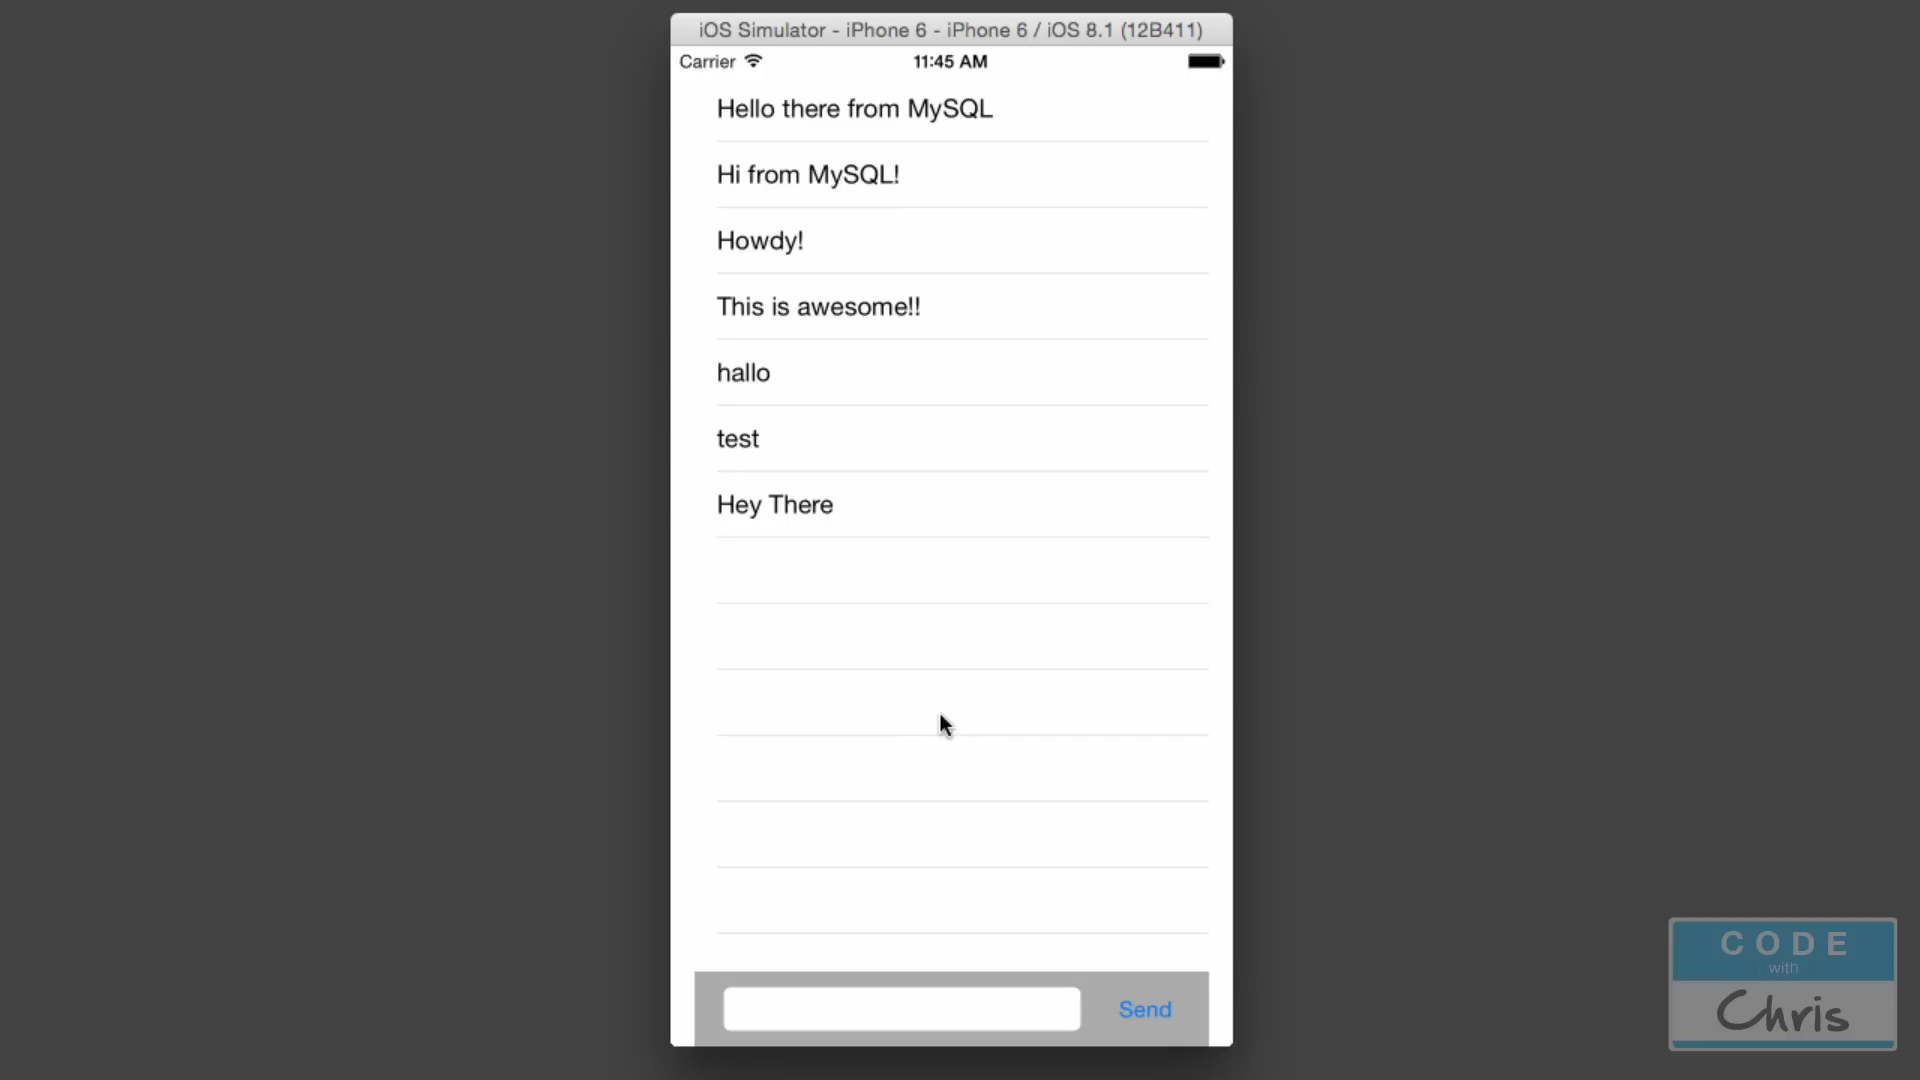 iOS Simulator - iPhone 6 - iPhone 6 / iOS 8.1 (12B411)
Carrier 11:45 AM
Hello there from MySQL
Hi from MySQL!
Howdy!
This is awesome!!
hallo
test
Hey There
Send
CODE
with
Chris